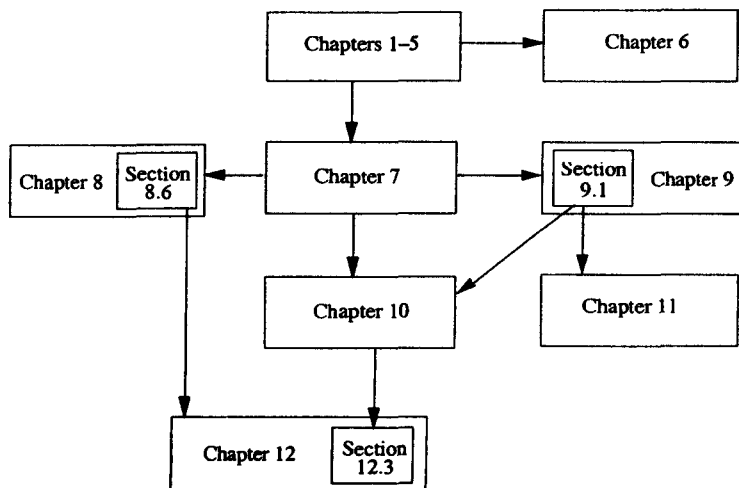 Chapters 1–5
Chapter 6
Chapter 8
Section
8.6
Chapter 7
Section
9.1
Chapter 9
Chapter 10
Chapter 11
Chapter 12
Section
12.3